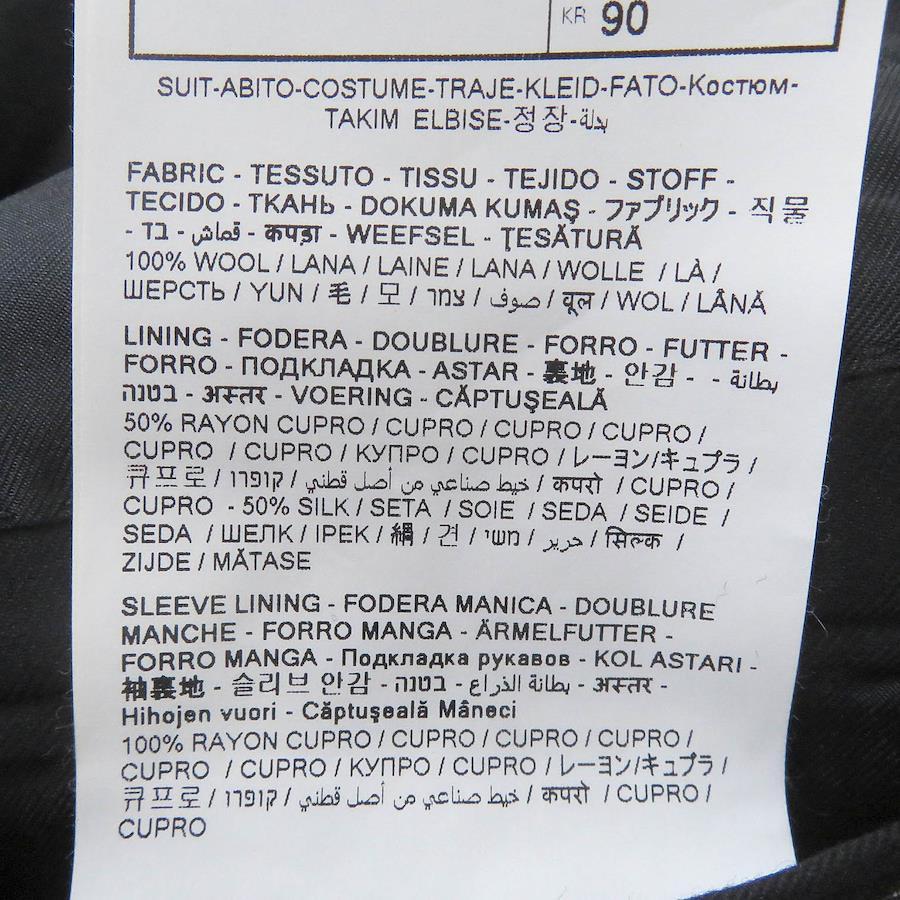 KR 90
SUIT-ABITO-COSTUME-TRAJE-KLEID-FATO-Костюм-
TAKIM ELBISE-정장-بدلة
FABRIC - TESSUTO - TISSU - TEJIDO - STOFF -
TECIDO - ТКАНЬ - DOKUMA KUMAŞ - ファブリック - 직물
- בד - قماش - कपड़ा - WEEFSEL - ŢESĂTURĂ
100% WOOL / LANA / LAINE / LANA / WOLLE / LÀ /
ШЕРСТЬ / YUN / 毛 / 모 / צמר / صوف / वूल / WOL / LÂNĂ
LINING - FODERA - DOUBLURE - FORRO - FUTTER -
FORRO - ПОДКЛАДКА - ASTAR - 裏地 - 안감 - - بطانة
בטנה - अस्तर - VOERING - CĂPTUŞEALĂ
50% RAYON CUPRO / CUPRO / CUPRO / CUPRO /
CUPRO / CUPRO / КУПРО / CUPRO / レーヨン/キュプラ /
큐프로 / קופרו / خيط صناعي من أصل قطني / कपरो / CUPRO /
CUPRO - 50% SILK / SETA / SOIE / SEDA / SEIDE /
SEDA / ШЕЛК / IPEK / 絹 / 견 / משי / حرير / सिल्क /
ZIJDE / MĂTASE
SLEEVE LINING - FODERA MANICA - DOUBLURE
MANCHE - FORRO MANGA - ÄRMELFUTTER -
FORRO MANGA - Подкладка рукавов - KOL ASTARI -
袖裏地 - 슬리브 안감 - בטנה - بطانة الذراع - अस्तर -
Hihojen vuori - Căptuşeală Mâneci
100% RAYON CUPRO / CUPRO / CUPRO / CUPRO /
CUPRO / CUPRO / КУПРО / CUPRO / レーヨン/キュプラ /
큐프로 / קופרו / خيط صناعي من أصل قطني / कपरो / CUPRO /
CUPRO